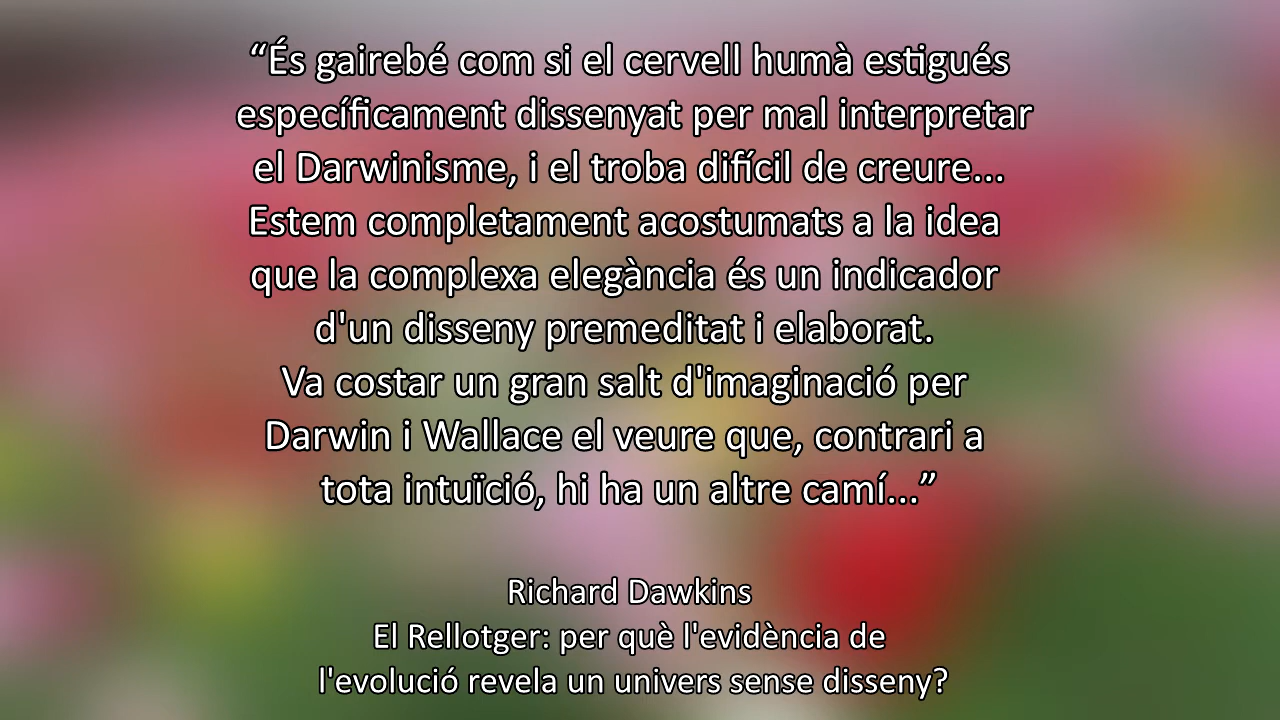 “És gairebé com si el cervell humà estigués
específicament dissenyat per mal interpretar
el Darwinisme, i el troba difícil de creure...
Estem completament acostumats a la idea
que la complexa elegància és un indicador
d'un disseny premeditat i elaborat.
Va costar un gran salt d'imaginació per
Darwin i Wallace el veure que, contrari a
tota intuïció, hi ha un altre camí...”
Richard Dawkins
El Rellotger: per què l'evidència de
l'evolució revela un univers sense disseny?